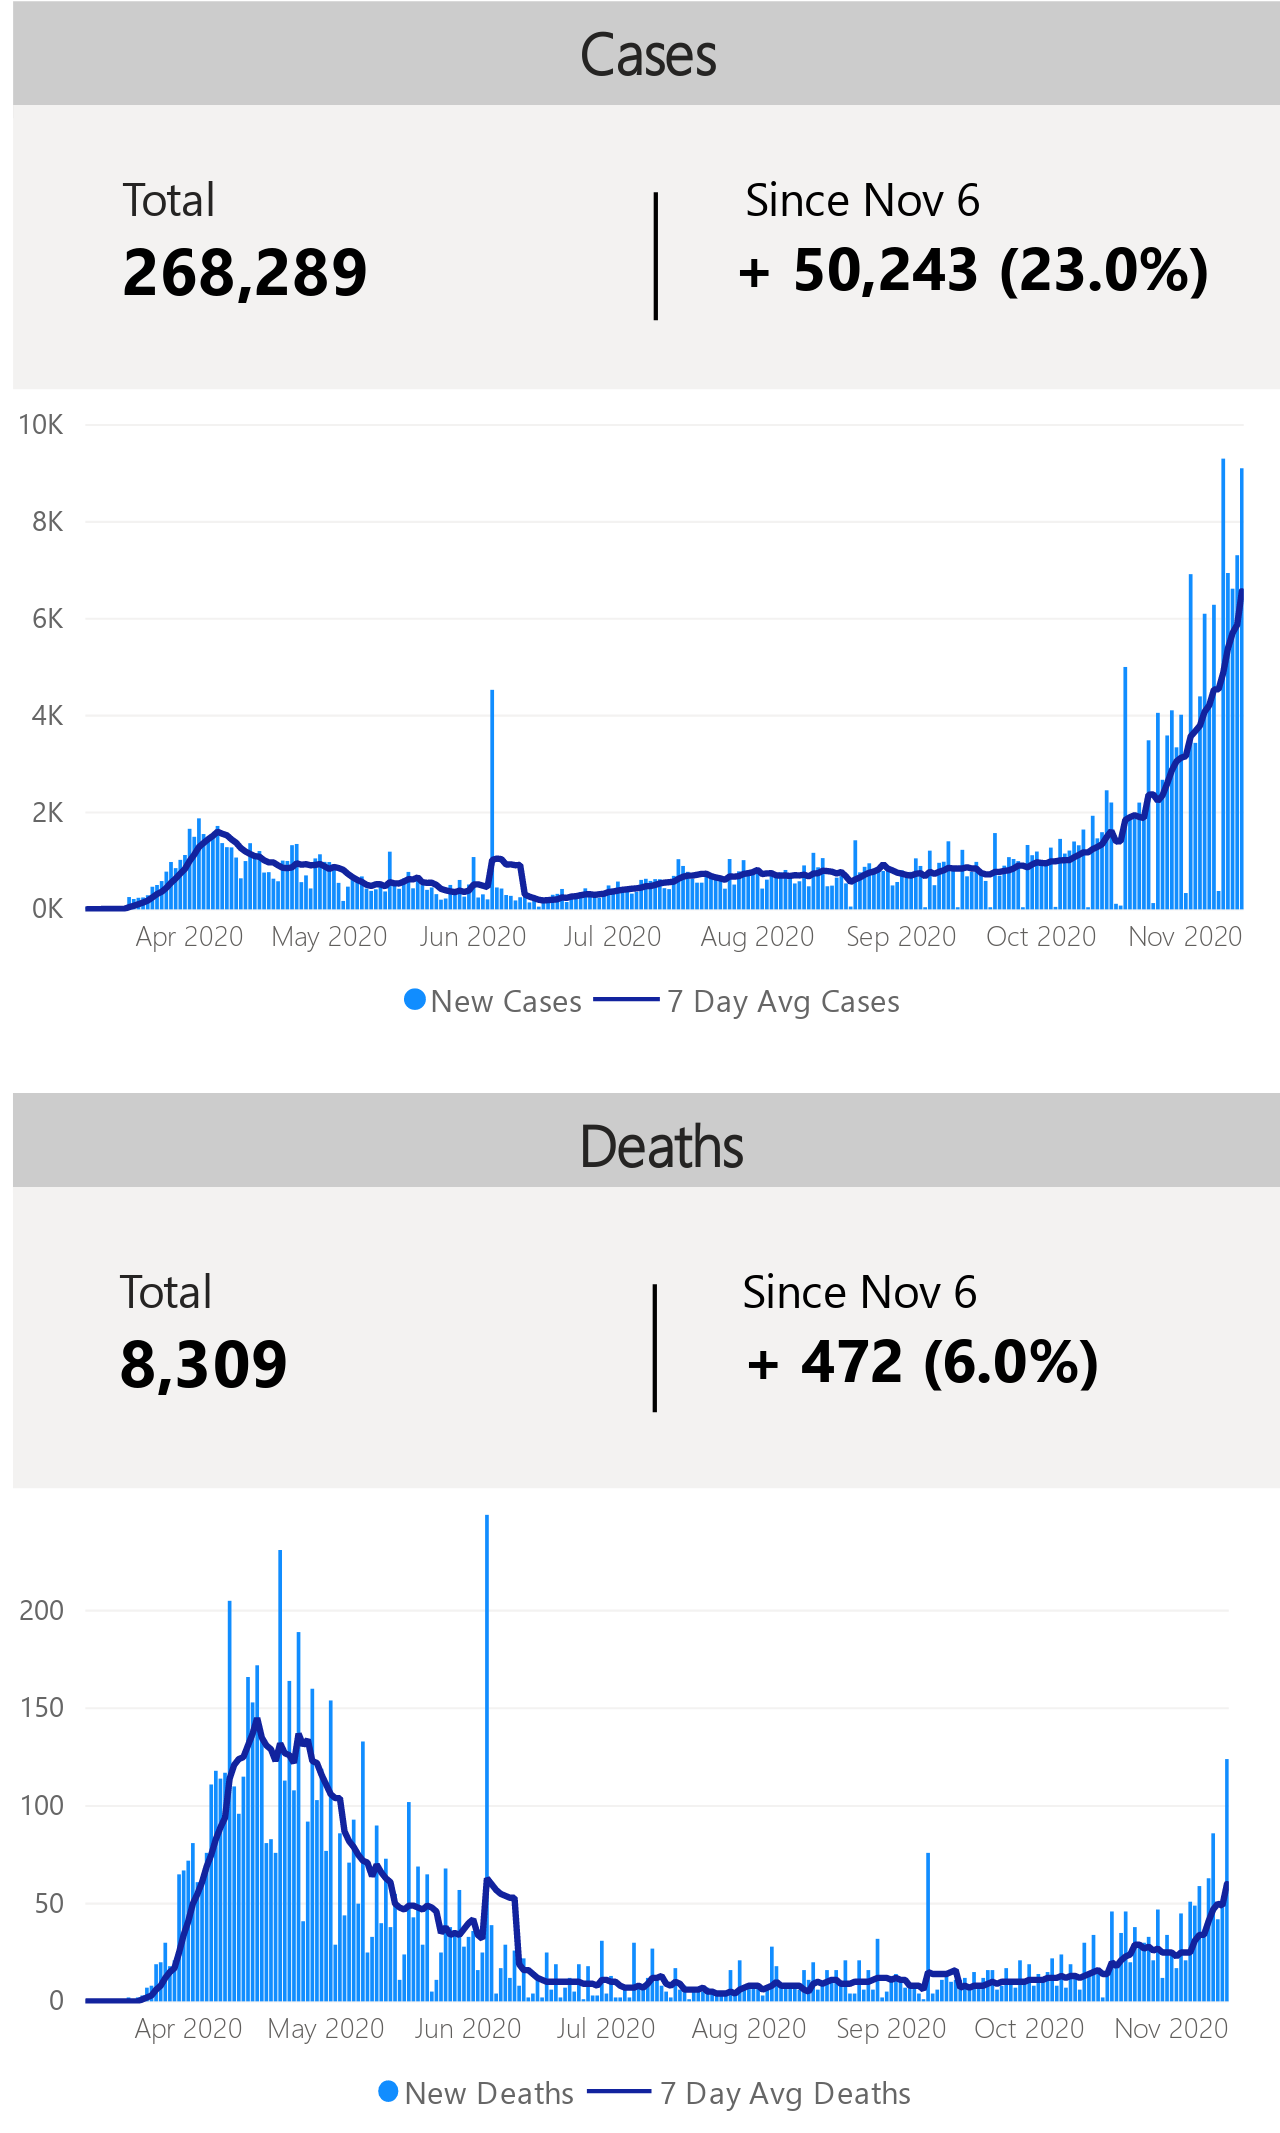 Cases
Total
268,289
Since Nov 6
+ 50,243 (23.0%)
10K
8K
6K
4K
2K
0K
Apr 2020 May 2020 Jun 2020 Jul 2020 Aug 2020 Sep 2020 Oct 2020 Nov 2020
New Cases 7 Day Avg Cases
Deaths
Total
8,309
Since Nov 6
+ 472 (6.0%)
200
150
100
50
0
Apr 2020 May 2020 Jun 2020 Jul 2020 Aug 2020 Sep 2020 Oct 2020 Nov 2020
New Deaths 7 Day Avg Deaths